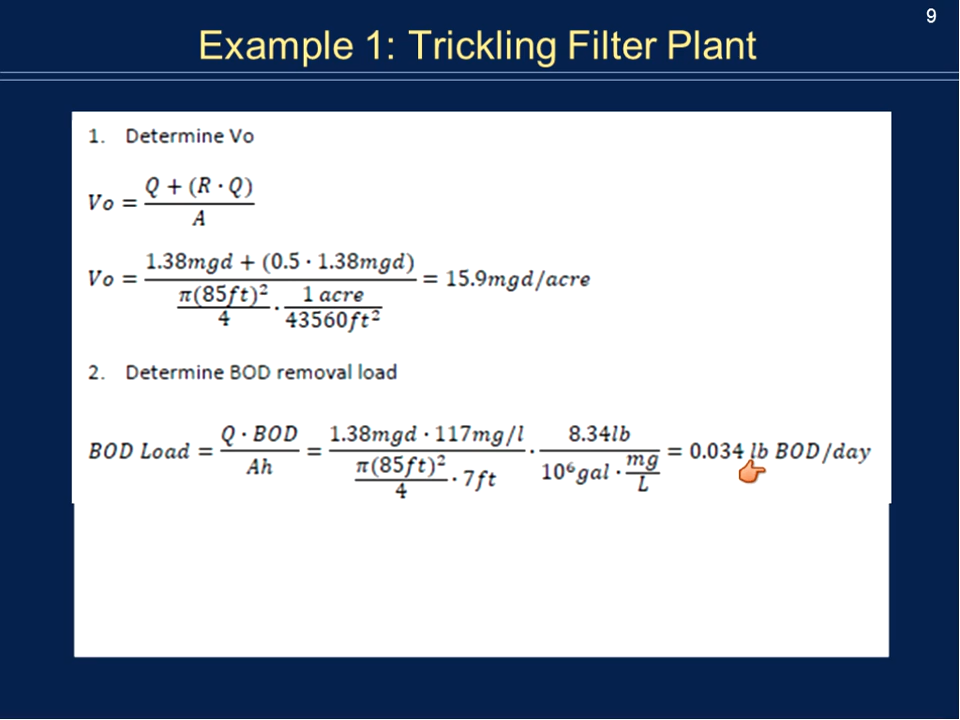 9
Example 1: Trickling Filter Plant
1. Determine Vo
Vo = (Q + (R · Q)) / A
Vo = (1.38mgd + (0.5 · 1.38mgd)) / (π(85ft)²/4 · 1 acre/43560ft²) = 15.9mgd/acre
2. Determine BOD removal load
BOD Load = (Q · BOD) / Ah = (1.38mgd · 117mg/l) / (π(85ft)²/4 · 7ft) · 8.34lb / (10⁶gal · mg/L) = 0.034 lb BOD/day